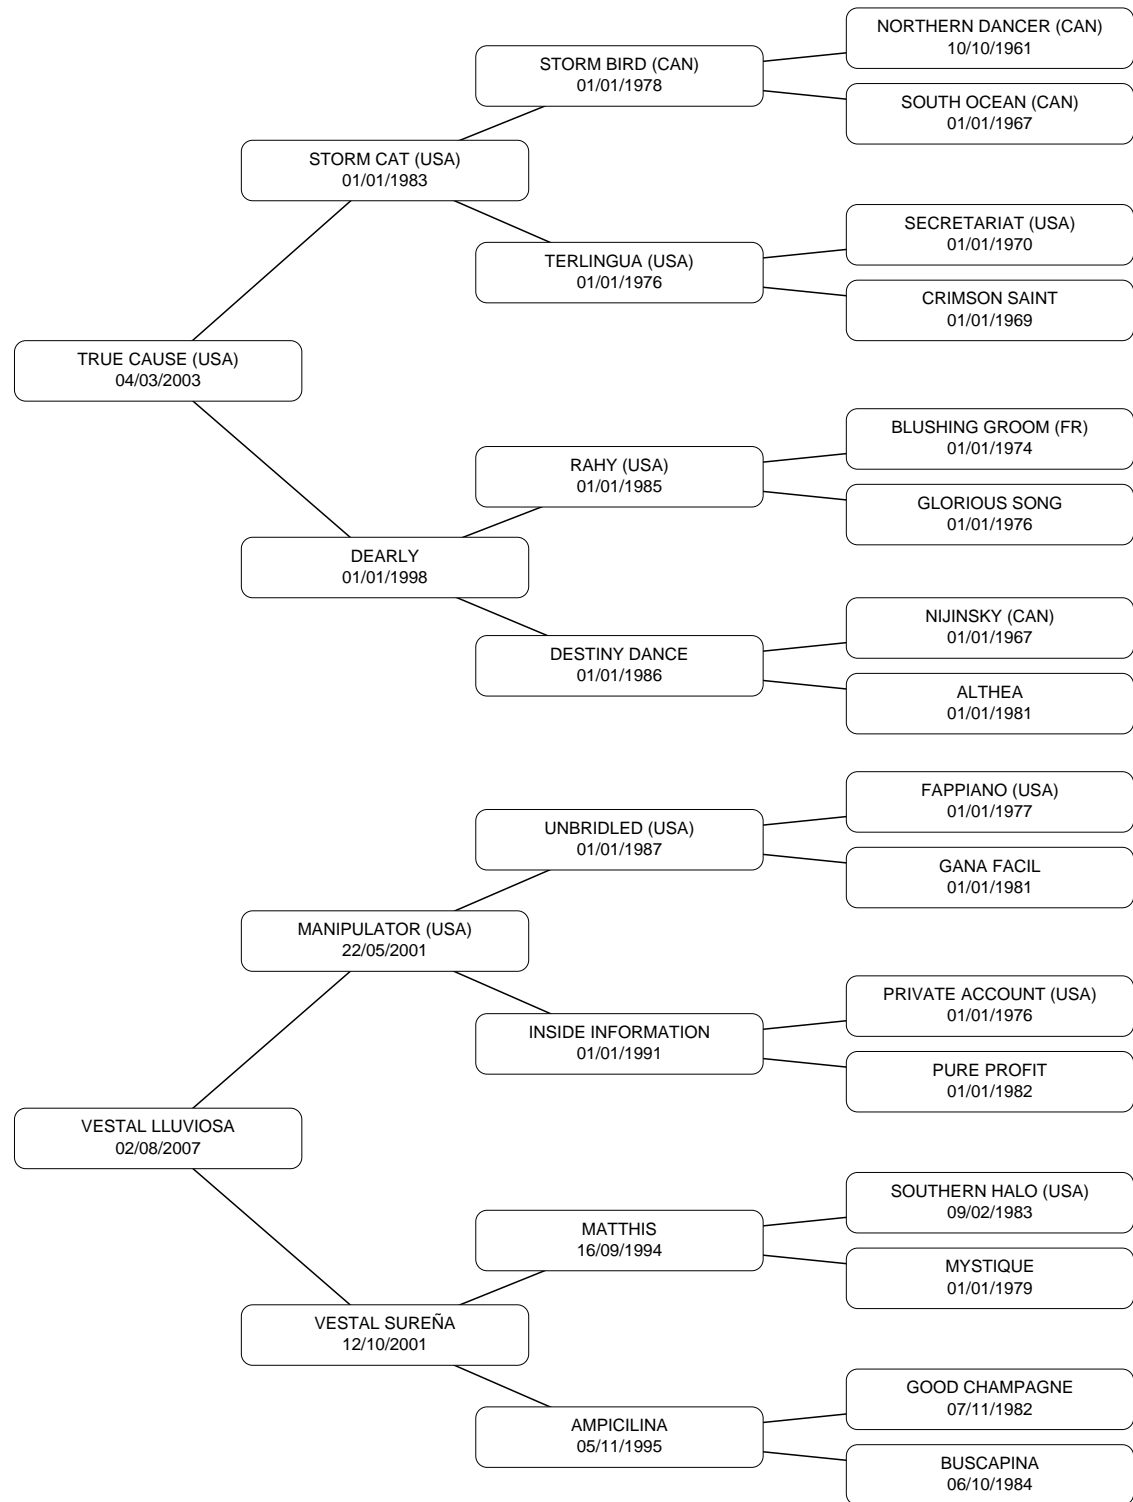 NORTHERN DANCER (CAN)
10/10/1961
STORM BIRD (CAN)
01/01/1978
SOUTH OCEAN (CAN)
01/01/1967
STORM CAT (USA)
01/01/1983
SECRETARIAT (USA)
01/01/1970
TERLINGUA (USA)
01/01/1976
CRIMSON SAINT
01/01/1969
TRUE CAUSE (USA)
04/03/2003
BLUSHING GROOM (FR)
01/01/1974
RAHY (USA)
01/01/1985
GLORIOUS SONG
01/01/1976
DEARLY
01/01/1998
NIJINSKY (CAN)
01/01/1967
DESTINY DANCE
01/01/1986
ALTHEA
01/01/1981
FAPPIANO (USA)
01/01/1977
UNBRIDLED (USA)
01/01/1987
GANA FACIL
01/01/1981
MANIPULATOR (USA)
22/05/2001
PRIVATE ACCOUNT (USA)
01/01/1976
INSIDE INFORMATION
01/01/1991
PURE PROFIT
01/01/1982
VESTAL LLUVIOSA
02/08/2007
SOUTHERN HALO (USA)
09/02/1983
MATTHIS
16/09/1994
MYSTIQUE
01/01/1979
VESTAL SUREÑA
12/10/2001
GOOD CHAMPAGNE
07/11/1982
AMPICILINA
05/11/1995
BUSCAPINA
06/10/1984